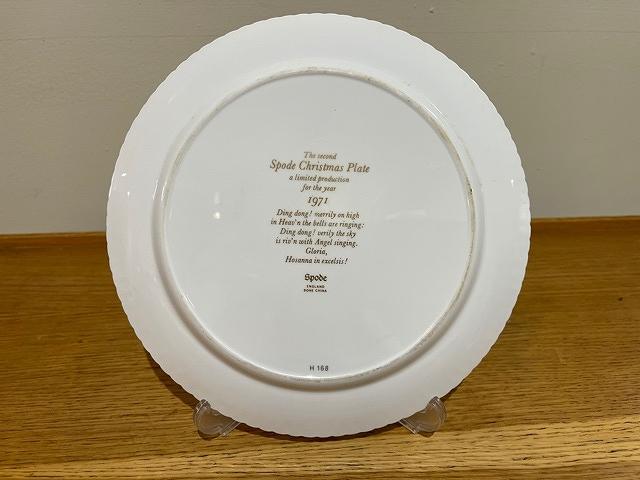 The second
Spode Christmas Plate
a limited production
for the year
1971
Ding dong! merrily on high
in Heav'n the bells are ringing:
Ding dong! verily the sky
is riv'n with Angel singing.
Gloria,
Hosanna in excelsis!
Spode
ENGLAND
BONE CHINA
H 168